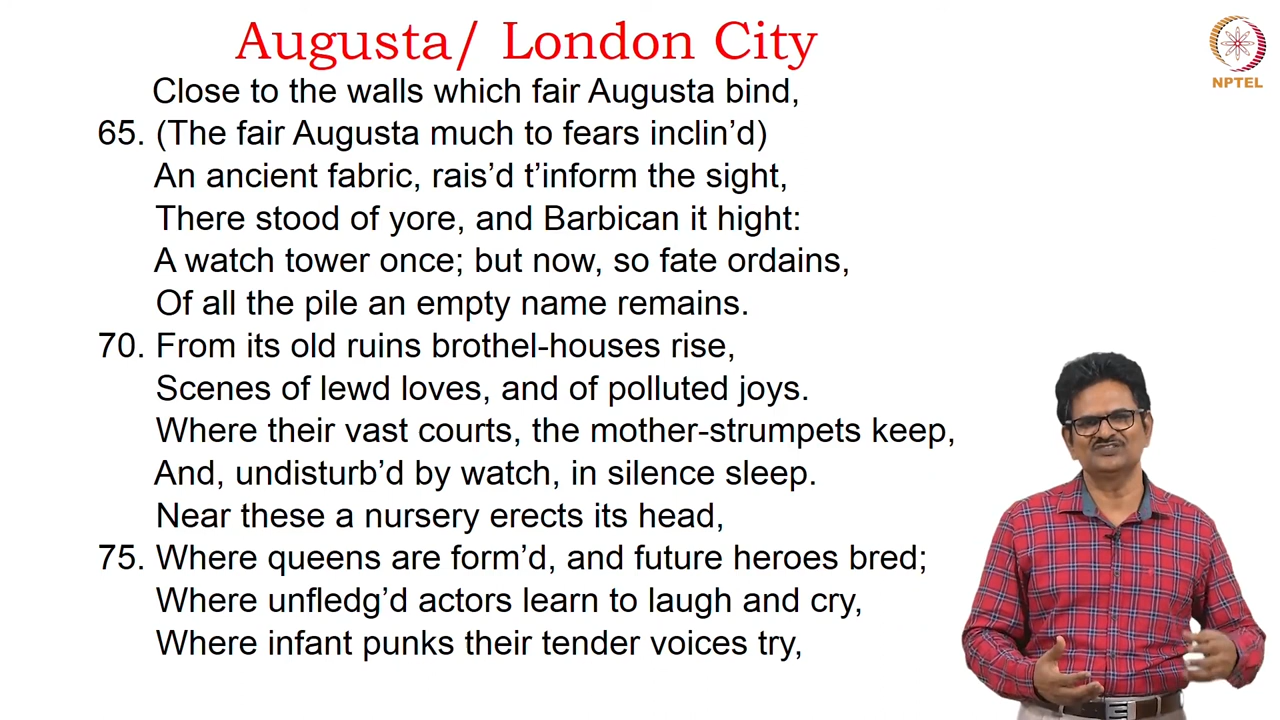 Augusta/ London City
NPTEL
Close to the walls which fair Augusta bind,
65. (The fair Augusta much to fears inclin’d)
An ancient fabric, rais’d t’inform the sight,
There stood of yore, and Barbican it hight:
A watch tower once; but now, so fate ordains,
Of all the pile an empty name remains.
70. From its old ruins brothel-houses rise,
Scenes of lewd loves, and of polluted joys.
Where their vast courts, the mother-strumpets keep,
And, undisturb’d by watch, in silence sleep.
Near these a nursery erects its head,
75. Where queens are form’d, and future heroes bred;
Where unfledg’d actors learn to laugh and cry,
Where infant punks their tender voices try,